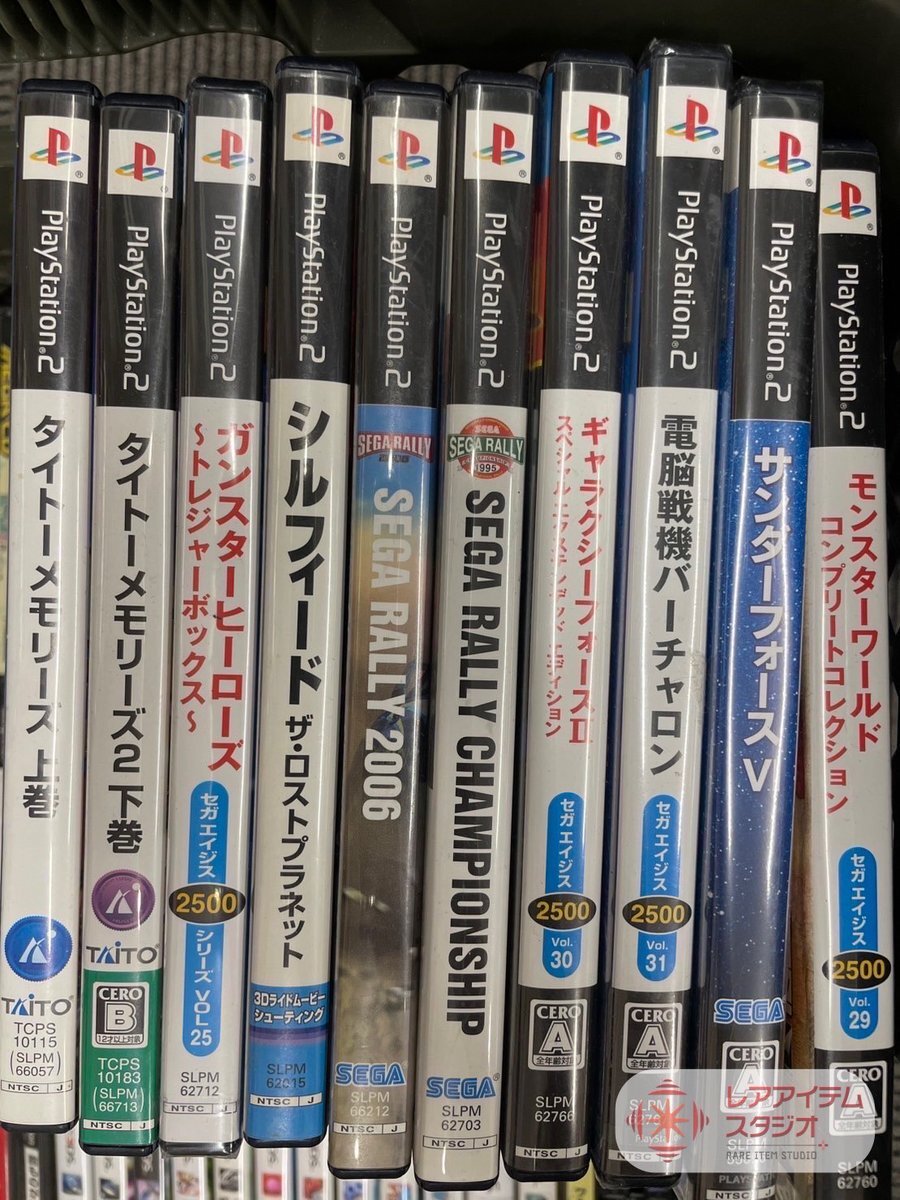 PlayStation®2
タイトーメモリーズ 上巻
TAITO
TCPS
10115
(SLPM
66057)
NTSC J
PlayStation®2
タイトーメモリーズ2 下巻
TAITO
CERO
B
12才以上対象
TCPS
10183
(SLPM
66713)
NTSC J
PlayStation®2
ガンスターヒーローズ
～トレジャーボックス～
セガ エイジス
2500
シリーズ VOL 25
SLPM
62712
NTSC J
PlayStation®2
シルフィード ザ・ロストプラネット
3Dライドムービー
シューティング
SLPM
62015
NTSC J
PlayStation®2
SEGA RALLY
SEGA RALLY 2006
SEGA
SLPM
66212
NTSC J
PlayStation®2
SEGA
SEGA RALLY
CHAMPIONSHIP
1995
SEGA RALLY CHAMPIONSHIP
SEGA
SLPM
62703
NTSC J
PlayStation®2
ギャラクシーフォースⅡ
スペシャル エクステンデッド エディション
セガ エイジス
2500
Vol.
30
CERO
A
全年齢対象
SLPM
6276
NTSC J
PlayStation®2
電脳戦機バーチャロン™
セガ エイジス
2500
Vol.
31
CERO
A
全年齢対象
SLPM
PlayStation
PlayStation®2
サンダーフォースⅤ
SEGA
CERO
A
PlayStation®2
モンスターワールド
コンプリートコレクション
セガ エイジス
2500
Vol.
29
CERO
A
SLPM
62760
レアアイテム
スタジオ
RARE ITEM STUDIO